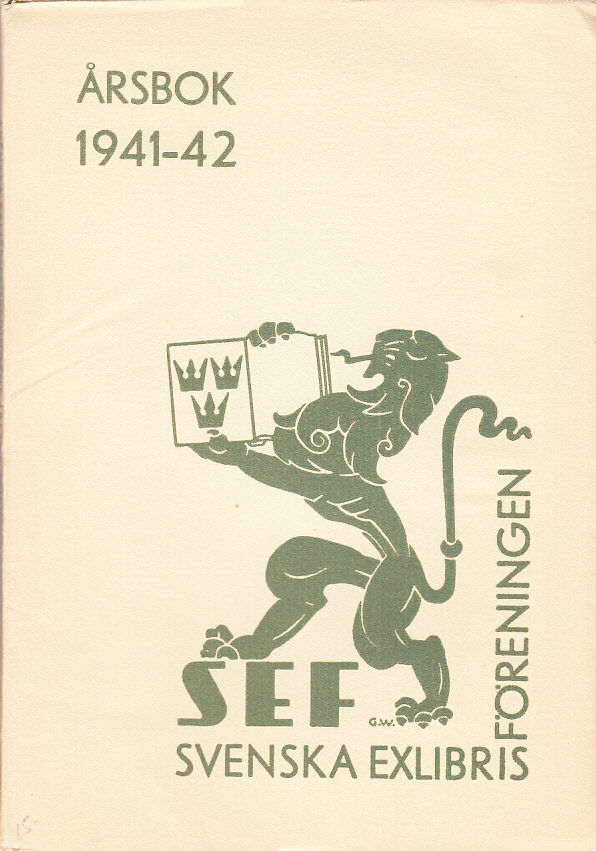 ÅRSBOK
1941-42
SEF
G.W.
SVENSKA EXLIBRIS
FÖRENINGEN
15-